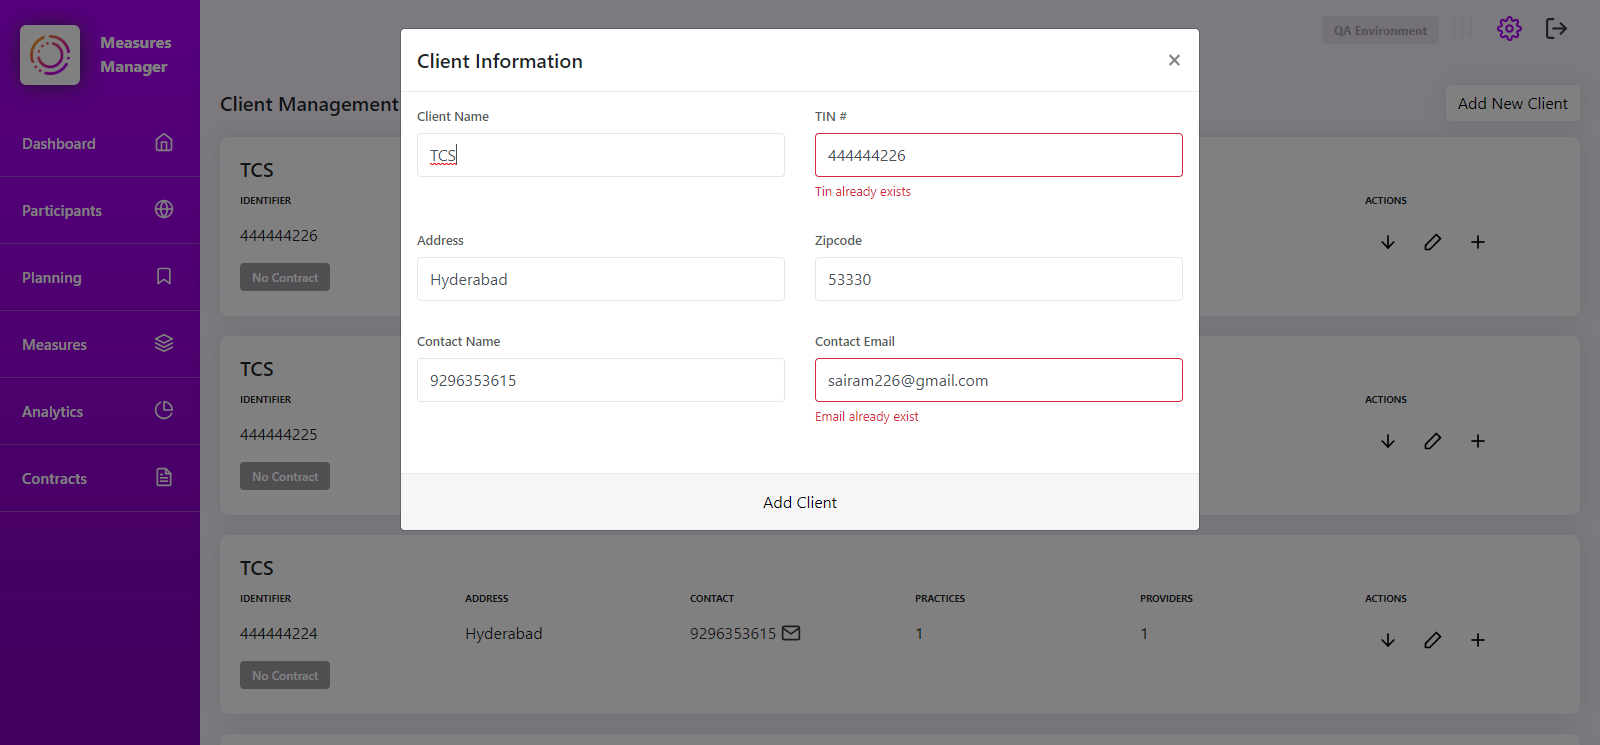 Measures
Manager
QA Environment
Client Management
Add New Client
Dashboard
Participants
Planning
Measures
Analytics
Contracts
Client Information
×
Client Name
TIN #
TCS
444444226
Tin already exists
Address
Zipcode
Hyderabad
53330
Contact Name
Contact Email
9296353615
sairam226@gmail.com
Email already exist
Add Client
TCS
IDENTIFIER
ACTIONS
444444226
No Contract
TCS
IDENTIFIER
ACTIONS
444444225
No Contract
TCS
IDENTIFIER ADDRESS CONTACT PRACTICES PROVIDERS ACTIONS
444444224 Hyderabad 9296353615 1 1
No Contract